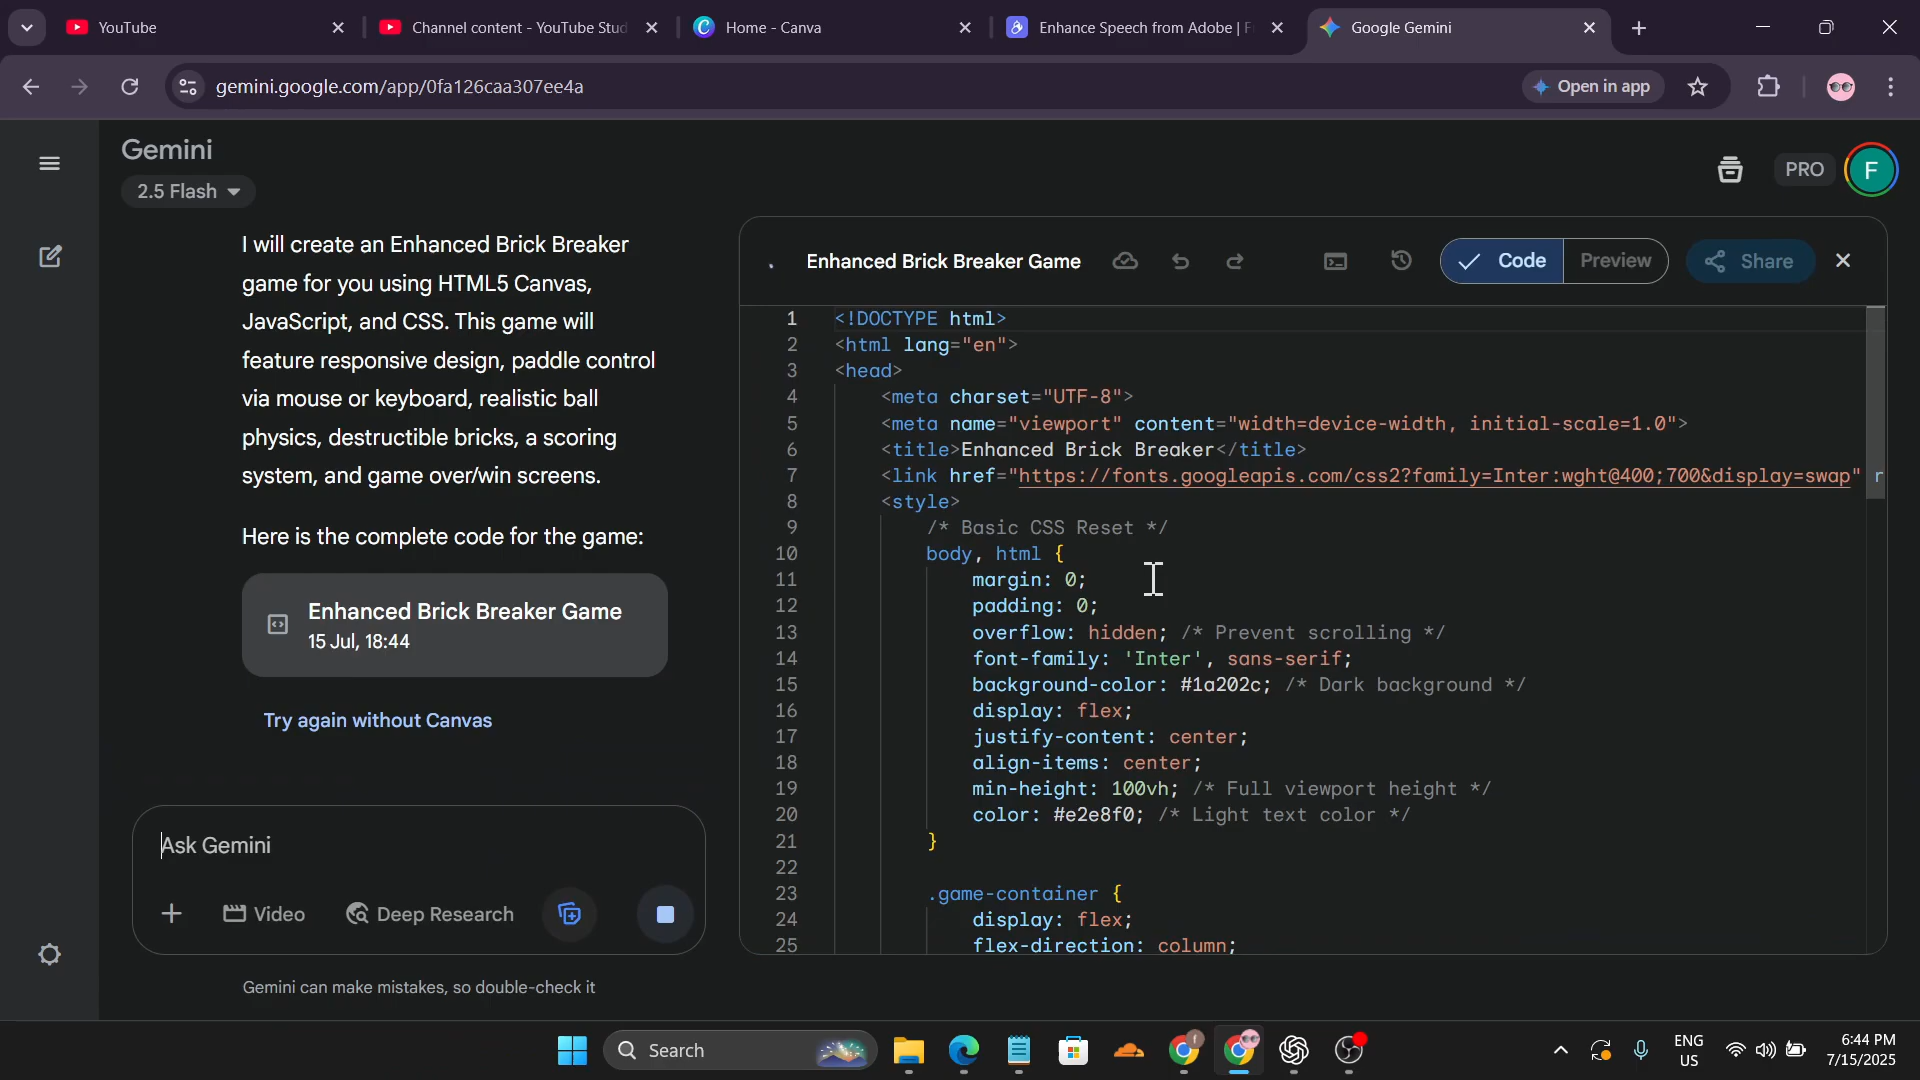 YouTube
Channel content - YouTube Stud
Home - Canva
Enhance Speech from Adobe | F
Google Gemini
gemini.google.com/app/0fa126caa307ee4a
Open in app
Gemini
2.5 Flash
PRO
F
I will create an Enhanced Brick Breaker
game for you using HTML5 Canvas,
JavaScript, and CSS. This game will
feature responsive design, paddle control
via mouse or keyboard, realistic ball
physics, destructible bricks, a scoring
system, and game over/win screens.
Here is the complete code for the game:
Enhanced Brick Breaker Game
15 Jul, 18:44
Try again without Canvas
Ask Gemini
Video
Deep Research
Gemini can make mistakes, so double-check it
Enhanced Brick Breaker Game
Code
Preview
Share
1 <!DOCTYPE html>
2 <html lang="en">
3 <head>
4 <meta charset="UTF-8">
5 <meta name="viewport" content="width=device-width, initial-scale=1.0">
6 <title>Enhanced Brick Breaker</title>
7 <link href="https://fonts.googleapis.com/css2?family=Inter:wght@400;700&display=swap" r
8 <style>
9 /* Basic CSS Reset */
10 body, html {
11 margin: 0;
12 padding: 0;
13 overflow: hidden; /* Prevent scrolling */
14 font-family: 'Inter', sans-serif;
15 background-color: #1a202c; /* Dark background */
16 display: flex;
17 justify-content: center;
18 align-items: center;
19 min-height: 100vh; /* Full viewport height */
20 color: #e2e8f0; /* Light text color */
21 }
22
23 .game-container {
24 display: flex;
25 flex-direction: column;
Search
ENG
US
6:44 PM
7/15/2025